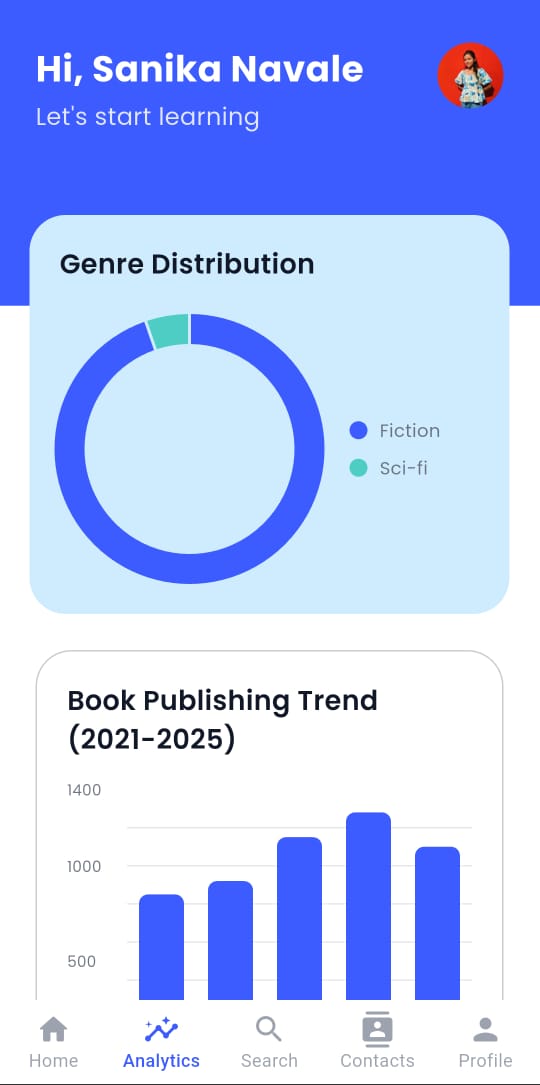 Hi, Sanika Navale
Let's start learning
Genre Distribution
Fiction
Sci-fi
Book Publishing Trend
(2021-2025)
1400
1000
500
Home
Analytics
Search
Contacts
Profile